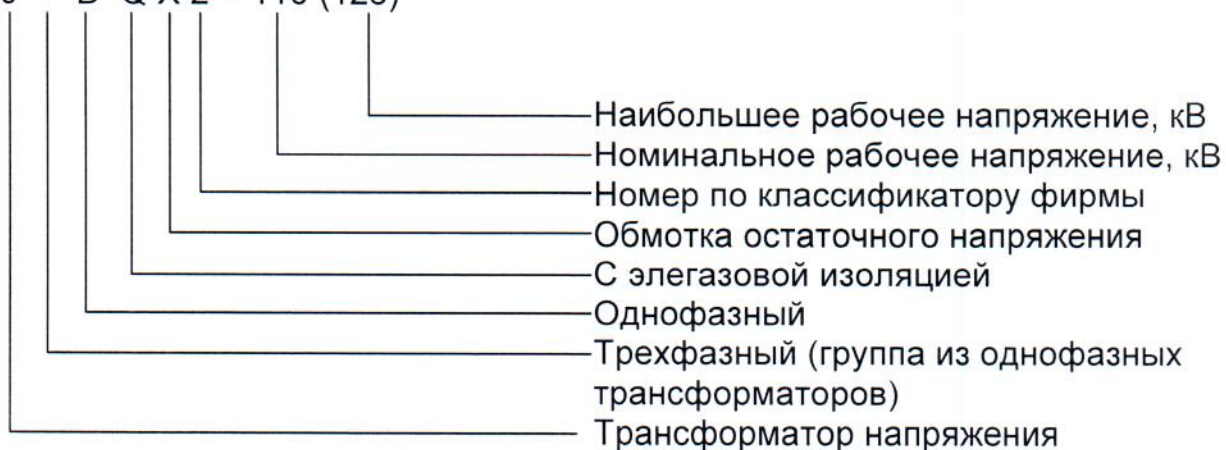 Наибольшее рабочее напряжение, кВ
Номинальное рабочее напряжение, кВ
Номер по классификатору фирмы
Обмотка остаточного напряжения
С элегазовой изоляцией
Однофазный
Трехфазный (группа из однофазных
трансформаторов)
Трансформатор напряжения